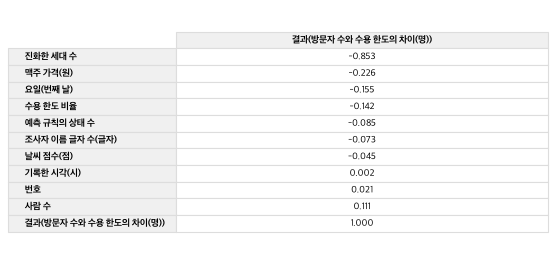 결과(방문자 수와 수용 한도의 차이(명))
진화한 세대 수 -0.853
맥주 가격(원) -0.226
요일(번째 날) -0.155
수용 한도 비율 -0.142
예측 규칙의 상태 수 -0.085
조사자 이름 글자 수(글자) -0.073
날씨 점수(점) -0.045
기록한 시각(시) 0.002
번호 0.021
사람 수 0.111
결과(방문자 수와 수용 한도의 차이(명)) 1.000